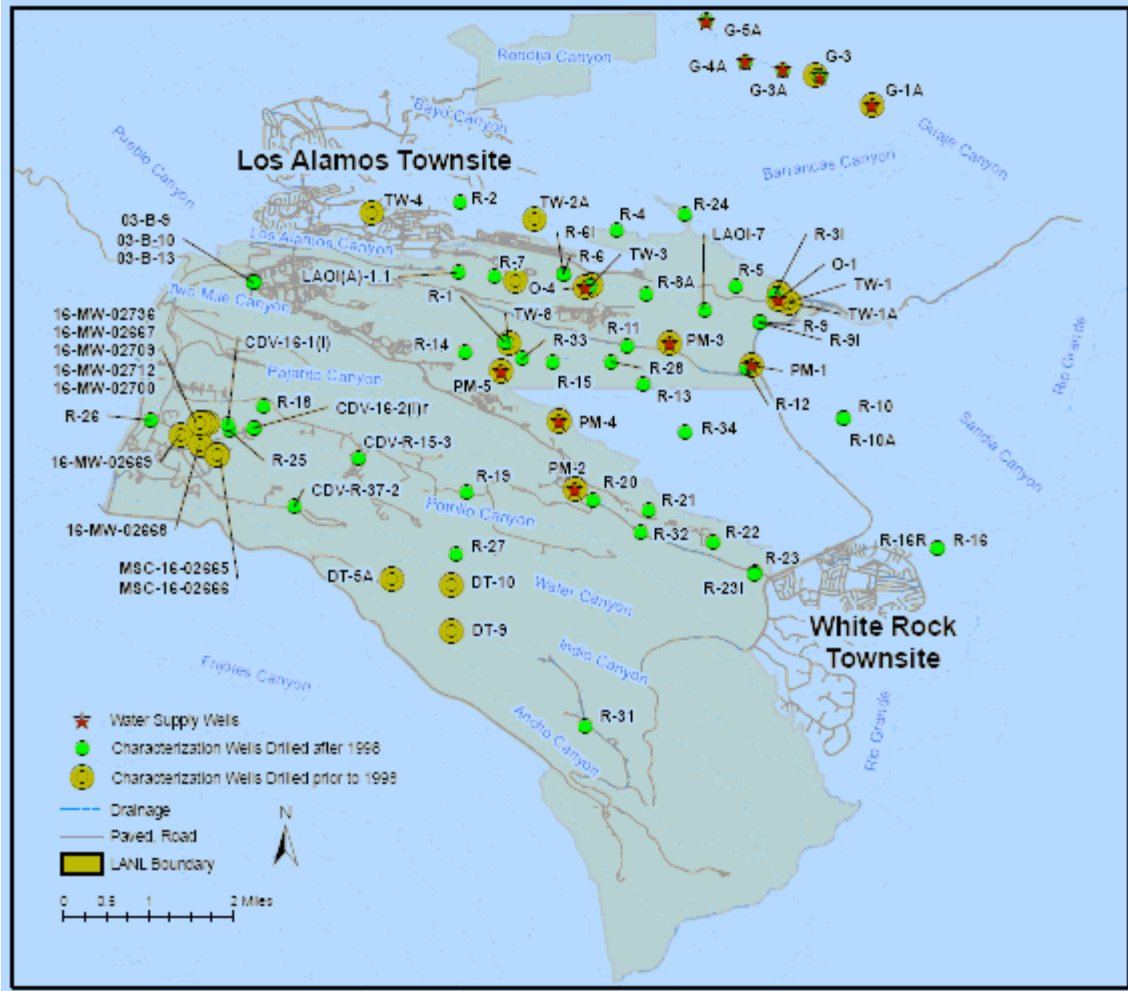 G-5A
G-4A
G-3
G-3A
G-1A
Rendija Canyon
Bayo Canyon
Guaje Canyon
Barrancas Canyon
Pueblo Canyon
Los Alamos Townsite
TW-4
R-2
TW-2A
R-4
R-24
03-B-9
03-B-10
03-B-13
Los Alamos Canyon
R-6I
R-6
TW-3
LAOI-7
R-3I
O-1
TW-1
TW-1A
LAOI(A)-1.1
R-7
O-4
R-8A
R-5
Two Mile Canyon
R-1
TW-8
R-9
R-9I
16-MW-02736
16-MW-02667
16-MW-02709
16-MW-02712
16-MW-02700
CDV-16-1(I)
R-14
R-33
R-11
PM-3
PM-1
Rio Grande
Pajarito Canyon
PM-5
R-15
R-28
R-13
R-12
R-26
R-18
CDV-16-2(I)r
PM-4
R-34
R-10
R-10A
Sandia Canyon
16-MW-02669
R-25
CDV-R-15-3
PM-2
R-19
R-20
R-21
CDV-R-37-2
Potrillo Canyon
16-MW-02668
R-32
R-22
R-16R
R-16
MSC-16-02665
MSC-16-02666
R-27
R-23
R-23I
DT-5A
DT-10
Water Canyon
DT-9
White Rock
Townsite
Indio Canyon
Frijoles Canyon
Ancho Canyon
R-31
Rio Grande
Water Supply Wells
Characterization Wells Drilled after 1998
Characterization Wells Drilled prior to 1998
Drainage
Paved, Road
LANL Boundary
N
0 0.5 1 2 Miles